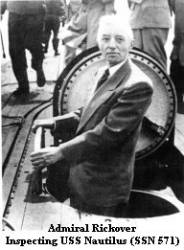 Admiral Rickover
Inspecting USS Nautilus (SSN 571)